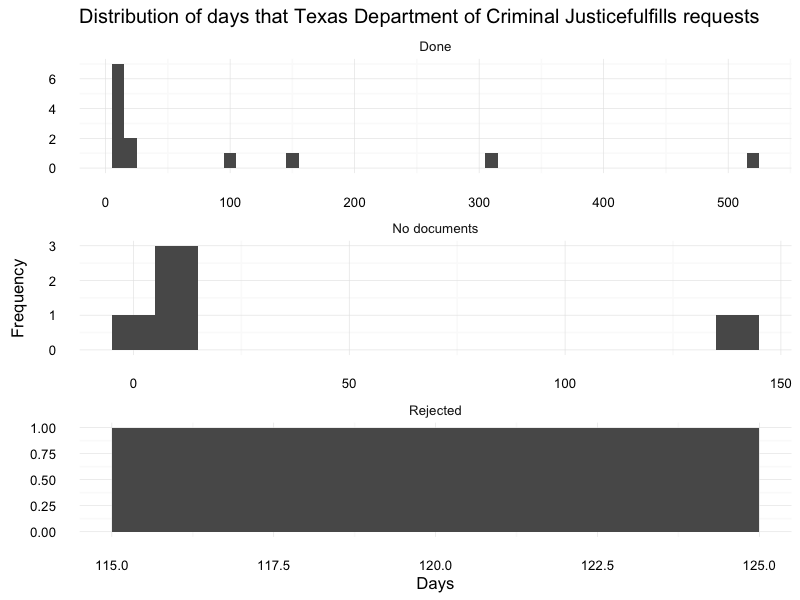 Distribution of days that Texas Department of Criminal Justicefulfills requests
Done
6
4
2
0
0 100 200 300 400 500
No documents
3
2
1
0
0 50 100 150
Rejected
1.00
0.75
0.50
0.25
0.00
115.0 117.5 120.0 122.5 125.0
Days
Frequency